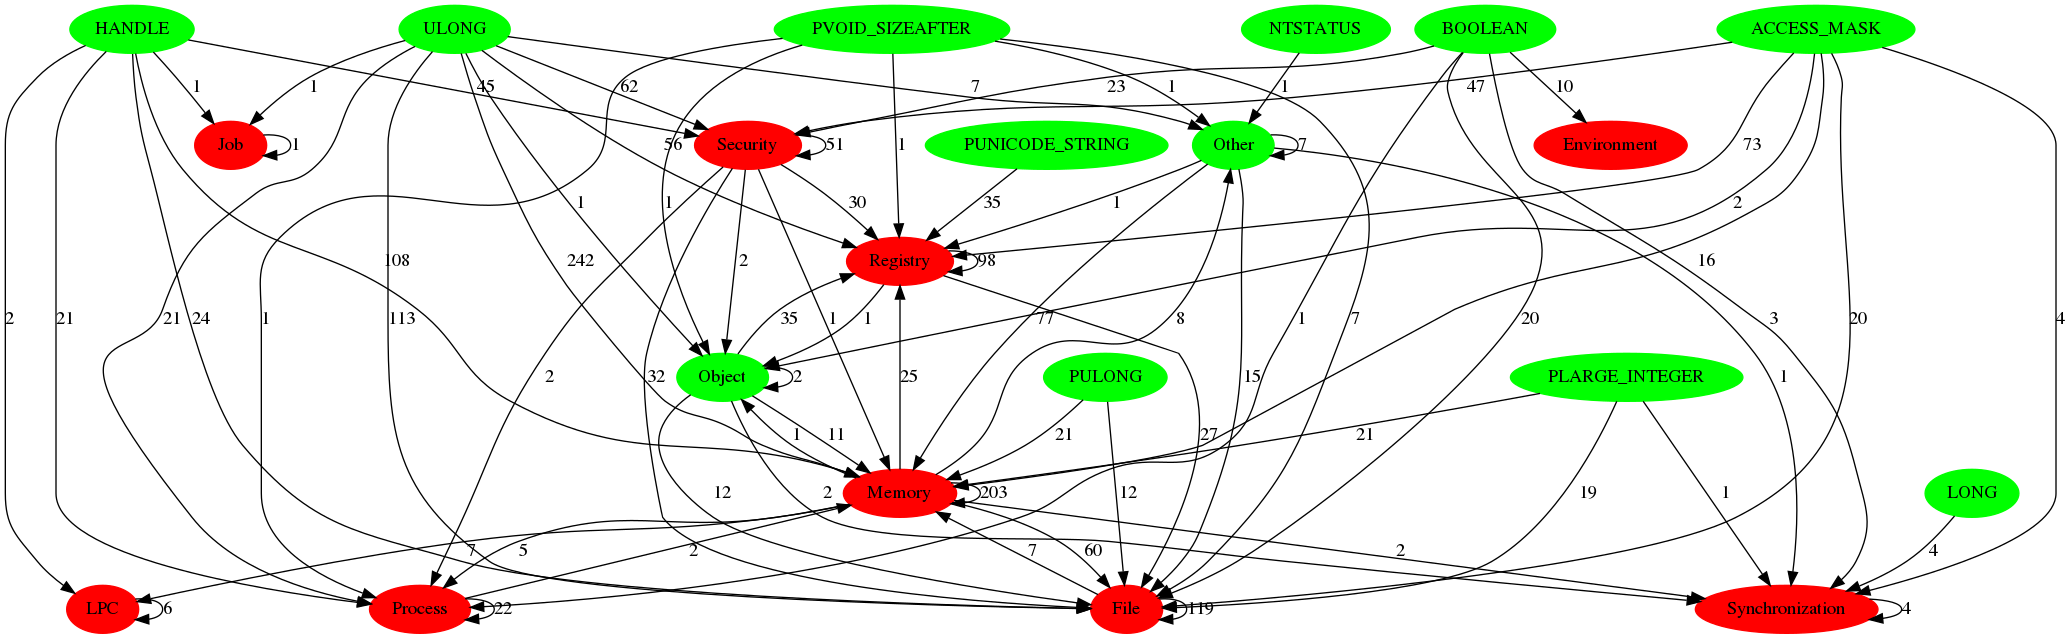 HANDLE ULONG PVOID_SIZEAFTER NTSTATUS BOOLEAN ACCESS_MASK
1 1 45 62 7 23 1 1 10 47
Job 1 Security 51 56 1 PUNICODE_STRING Other 7 Environment 73
1 1 30 35 1 2
108 242 2 Registry 98 16
2 21 21 24 1 113 35 1 1 25 77 8 15 1 7 20 3 20 4
2 32 Object 2 PULONG PLARGE_INTEGER 1
1 11 21 21
12 2 Memory 203 12 27 19 1 LONG
7 5 2 7 60 2 4
LPC 6 Process 22 File 119 Synchronization 4